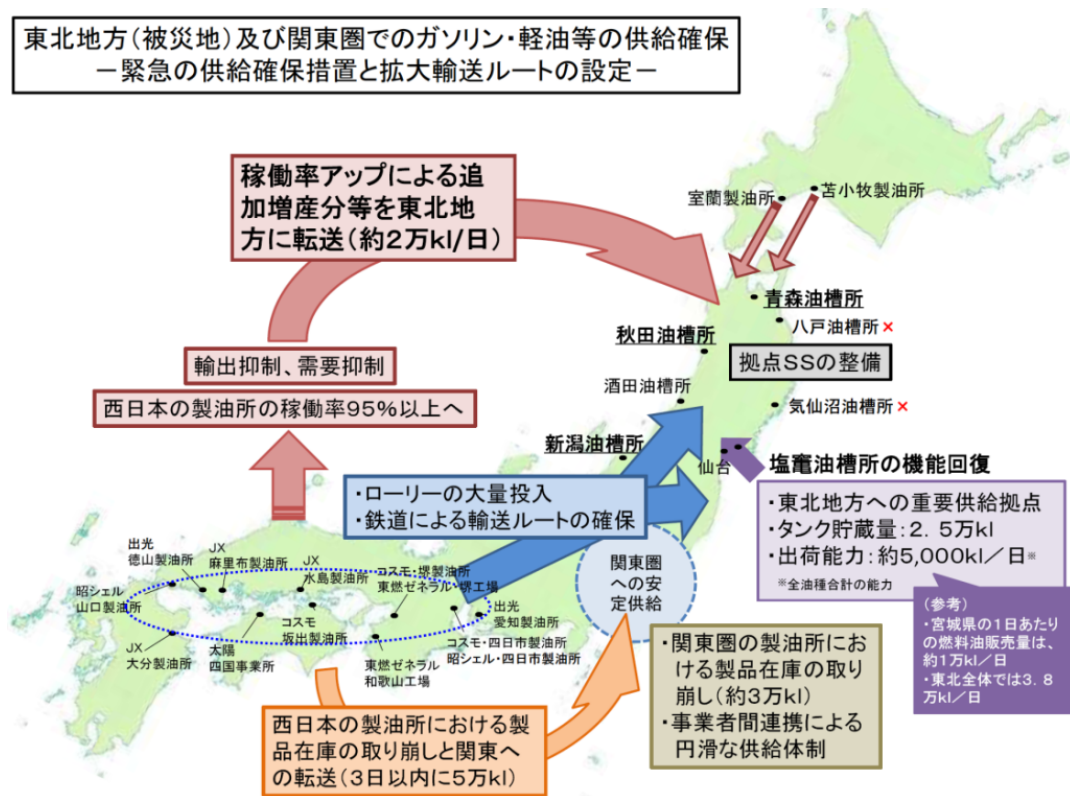 東北地方(被災地)及び関東圏でのガソリン・軽油等の供給確保
－緊急の供給確保措置と拡大輸送ルートの設定－
稼働率アップによる追
加増産分等を東北地
方に転送(約2万kl/日)
室蘭製油所
苫小牧製油所
青森油槽所
八戸油槽所×
秋田油槽所
拠点SSの整備
輸出抑制、需要抑制
西日本の製油所の稼働率95%以上へ
酒田油槽所
気仙沼油槽所×
新潟油槽所
仙台
塩竈油槽所の機能回復
・東北地方への重要供給拠点
・タンク貯蔵量：2．5万kl
・出荷能力：約5,000kl／日※
※全油種合計の能力
・ローリーの大量投入
・鉄道による輸送ルートの確保
(参考)
・宮城県の1日あたり
の燃料油販売量は、
約1万kl／日
・東北全体では3．8
万kl／日
関東圏
への安
定供給
出光
徳山製油所
JX
麻里布製油所
JX
水島製油所
コスモ・堺製油所
東燃ゼネラル・堺工場
昭シェル
山口製油所
コスモ
坂出製油所
出光
愛知製油所
JX
大分製油所
太陽
四国事業所
東燃ゼネラル
和歌山工場
コスモ・四日市製油所
昭シェル・四日市製油所
・関東圏の製油所にお
ける製品在庫の取り
崩し(約3万kl)
・事業者間連携による
円滑な供給体制
西日本の製油所における製
品在庫の取り崩しと関東へ
の転送(3日以内に5万kl)